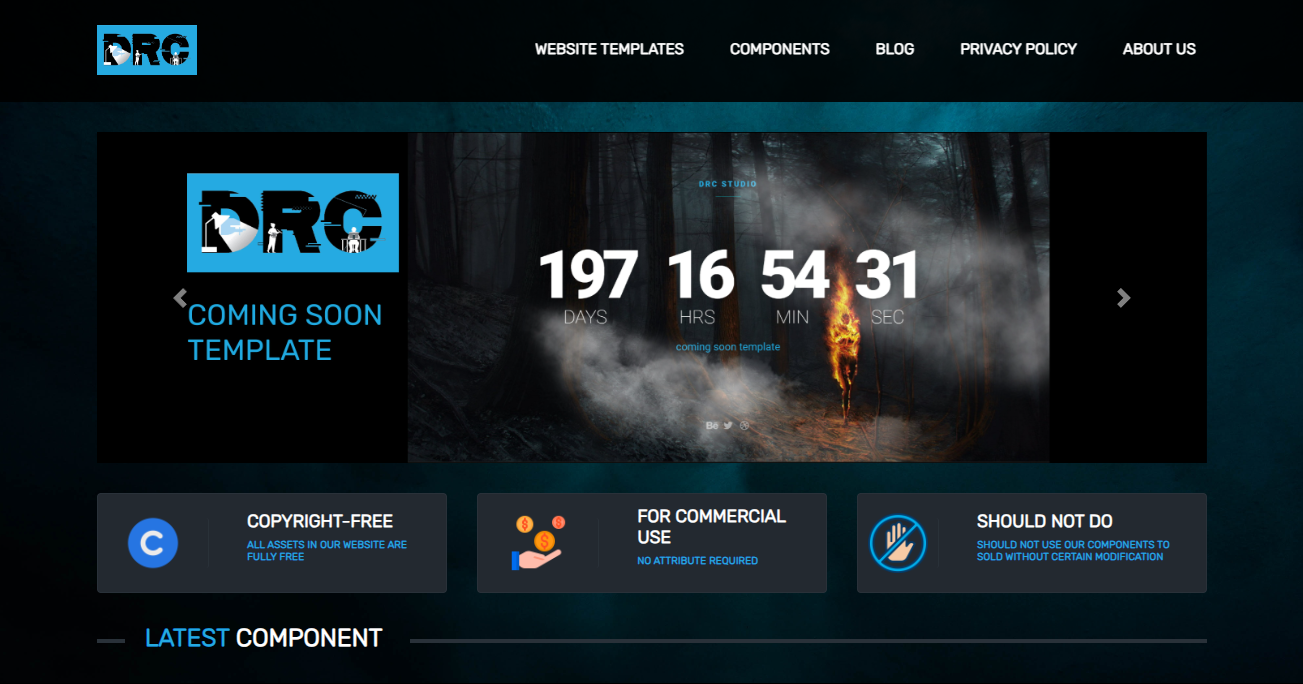 DRC
WEBSITE TEMPLATES
COMPONENTS
BLOG
PRIVACY POLICY
ABOUT US
DRC
COMING SOON
TEMPLATE
DRC STUDIO
197 16 54 31
DAYS HRS MIN SEC
coming soon template
Bē
C
COPYRIGHT-FREE
ALL ASSETS IN OUR WEBSITE ARE
FULLY FREE
$ $
$
FOR COMMERCIAL
USE
NO ATTRIBUTE REQUIRED
SHOULD NOT DO
SHOULD NOT USE OUR COMPONENTS TO
SOLD WITHOUT CERTAIN MODIFICATION
LATEST COMPONENT